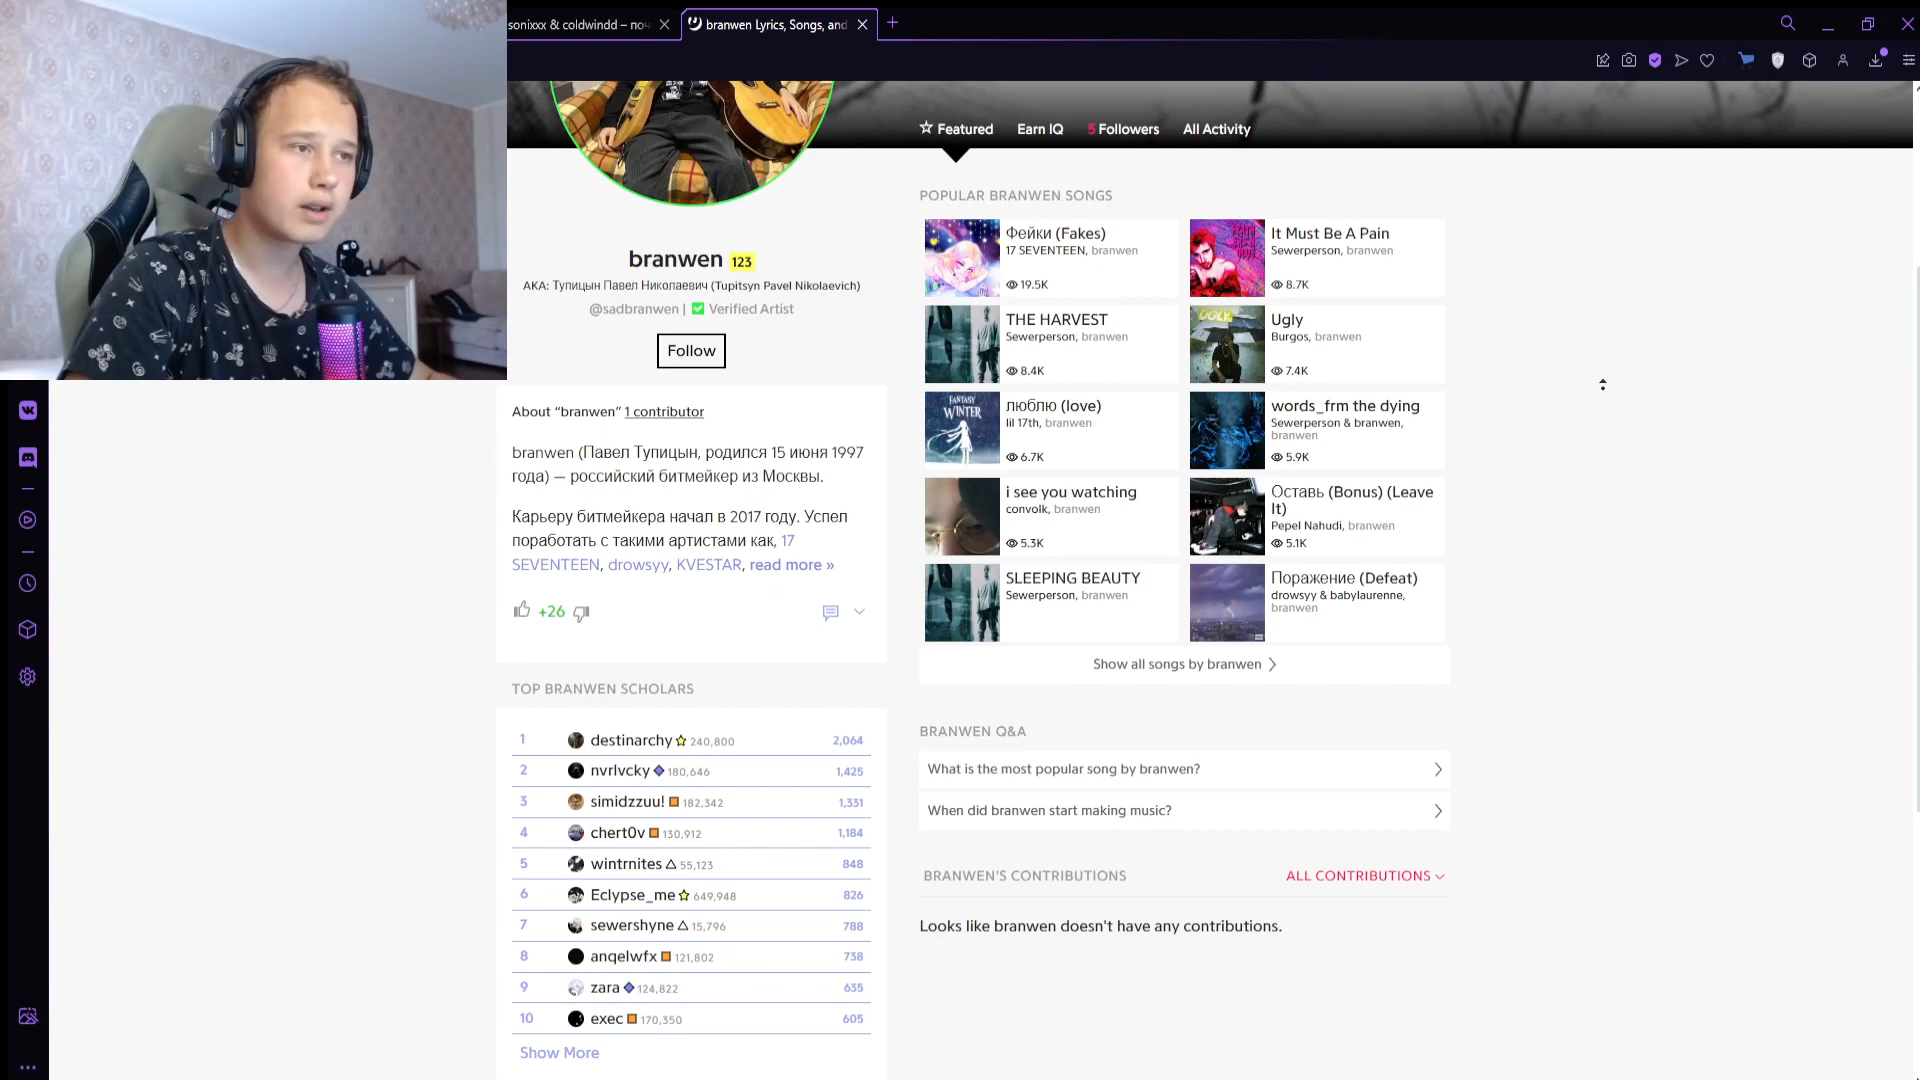 sonixxx & coldwindd – поч
branwen Lyrics, Songs, and
Featured
Earn IQ
5 Followers
All Activity
branwen 123
AKA: Тупицын Павел Николаевич (Tupitsyn Pavel Nikolaevich)
@sadbranwen | Verified Artist
Follow
About “branwen” 1 contributor
branwen (Павел Тупицын, родился 15 июня 1997
года) — российский битмейкер из Москвы.
Карьеру битмейкера начал в 2017 году. Успел
поработать с такими артистами как, 17
SEVENTEEN, drowsyy, KVESTAR, read more »
+26
TOP BRANWEN SCHOLARS
1 destinarchy 240,800 2,064
2 nvrlvcky 180,646 1,425
3 simidzzuu! 182,342 1,331
4 chert0v 130,912 1,184
5 wintrnites 55,123 848
6 Eclypse_me 649,948 826
7 sewershyne 15,796 788
8 anqelwfx 121,802 738
9 zara 124,822 635
10 exec 170,350 605
Show More
POPULAR BRANWEN SONGS
Фейки (Fakes)
17 SEVENTEEN, branwen
19.5K
It Must Be A Pain
Sewerperson, branwen
8.7K
THE HARVEST
Sewerperson, branwen
8.4K
UGLY
Ugly
Burgos, branwen
7.4K
FANTASY
WINTER
люблю (love)
lil 17th, branwen
6.7K
words_frm the dying
Sewerperson & branwen,
branwen
5.9K
i see you watching
convolk, branwen
5.3K
Оставь (Bonus) (Leave
It)
Pepel Nahudi, branwen
5.1K
SLEEPING BEAUTY
Sewerperson, branwen
Поражение (Defeat)
drowsyy & babylaurenne,
branwen
Show all songs by branwen
BRANWEN Q&A
What is the most popular song by branwen?
When did branwen start making music?
BRANWEN'S CONTRIBUTIONS
ALL CONTRIBUTIONS
Looks like branwen doesn't have any contributions.